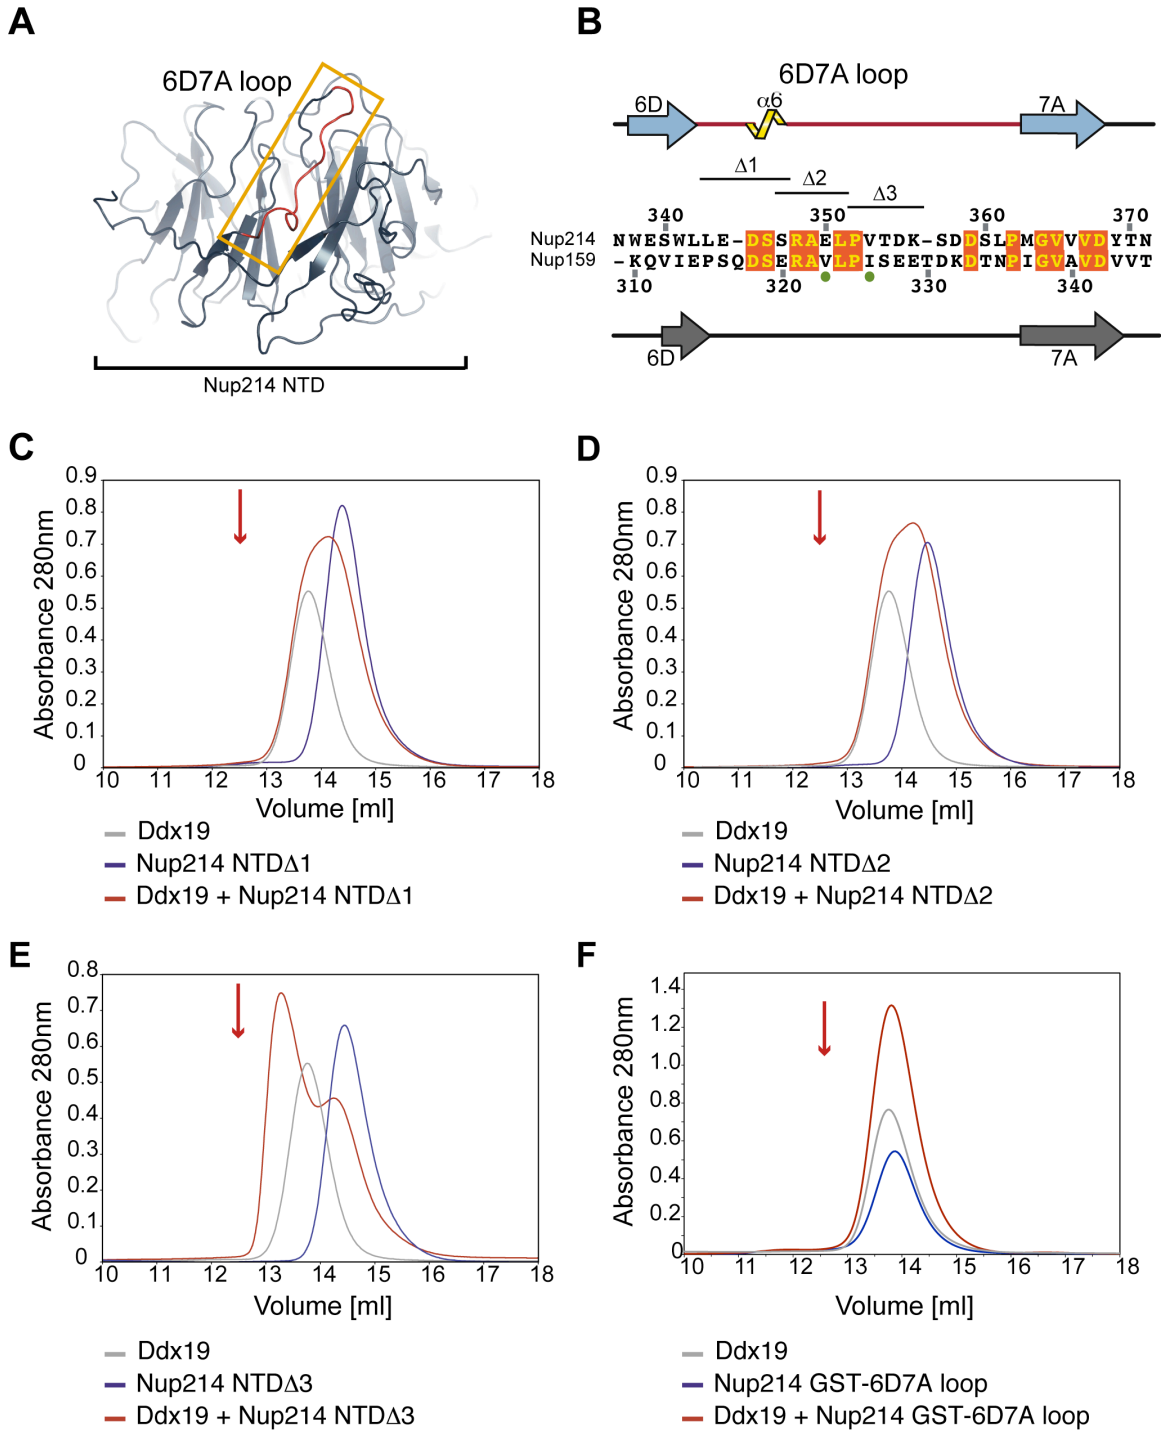 A
6D7A loop
Nup214 NTD
B
6D7A loop
6D
α6
7A
Δ1
Δ2
Δ3
340 350 360 370
Nup214 NWESWLLE-DSSRAELPVTDK-SDDSLPMGVVVDYTN
Nup159 -KQVIEPSQDSERAVLPISEETDKDTNPIGVAVDVVT
310 320 330 340
6D
7A
C
Absorbance 280nm
0.9
0.8
0.7
0.6
0.5
0.4
0.3
0.2
0.1
0
10 11 12 13 14 15 16 17 18
Volume [ml]
Ddx19
Nup214 NTDΔ1
Ddx19 + Nup214 NTDΔ1
D
Absorbance 280nm
0.9
0.8
0.7
0.6
0.5
0.4
0.3
0.2
0.1
0
10 11 12 13 14 15 16 17 18
Volume [ml]
Ddx19
Nup214 NTDΔ2
Ddx19 + Nup214 NTDΔ2
E
Absorbance 280nm
0.8
0.7
0.6
0.5
0.4
0.3
0.2
0.1
0
10 11 12 13 14 15 16 17 18
Volume [ml]
Ddx19
Nup214 NTDΔ3
Ddx19 + Nup214 NTDΔ3
F
Absorbance 280nm
1.4
1.2
1.0
0.8
0.6
1.4
0.2
0
10 11 12 13 14 15 16 17 18
Volume [ml]
Ddx19
Nup214 GST-6D7A loop
Ddx19 + Nup214 GST-6D7A loop